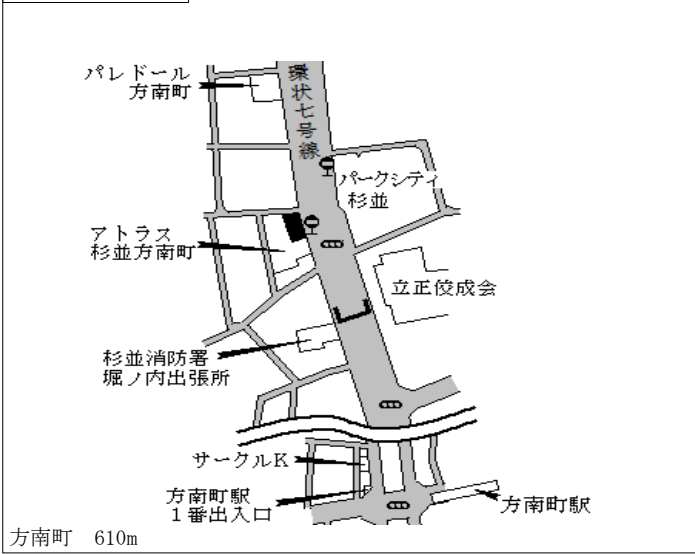 パレドール
方南町
環状七号線
パークシティ
杉並
アトラス
杉並方南町
立正佼成会
杉並消防署
堀ノ内出張所
サークルK
方南町駅
1番出入口
方南町駅
方南町 610m